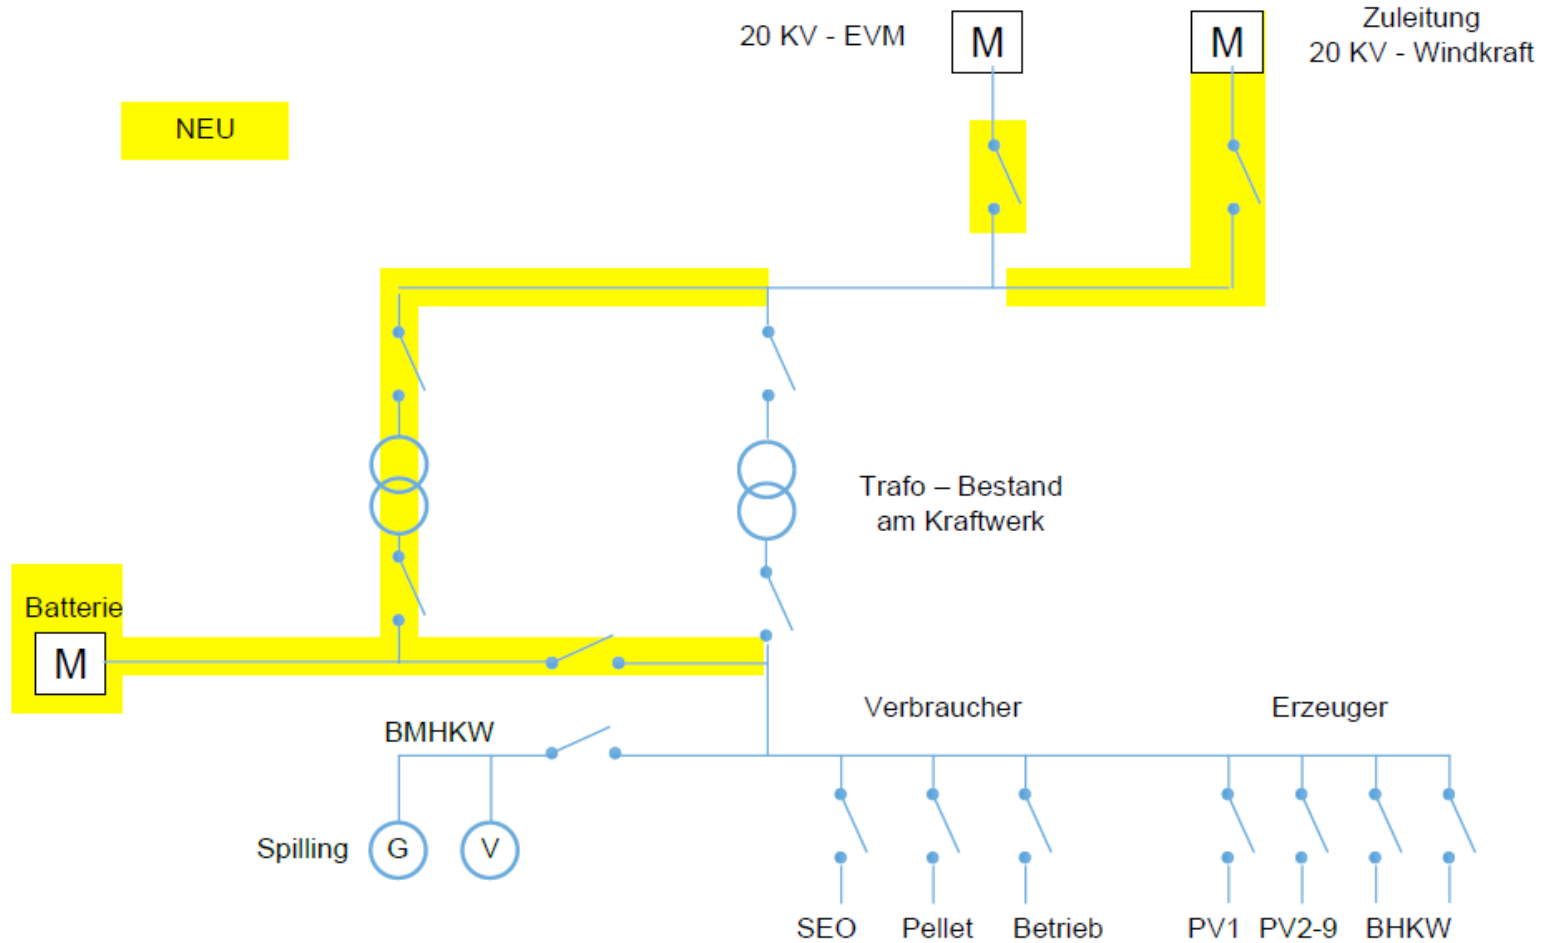 20 KV - EVM
M
M
Zuleitung
20 KV - Windkraft
NEU
Trafo – Bestand
am Kraftwerk
Batterie
M
Verbraucher
Erzeuger
BMHKW
Spilling
G
V
SEO
Pellet
Betrieb
PV1
PV2-9
BHKW